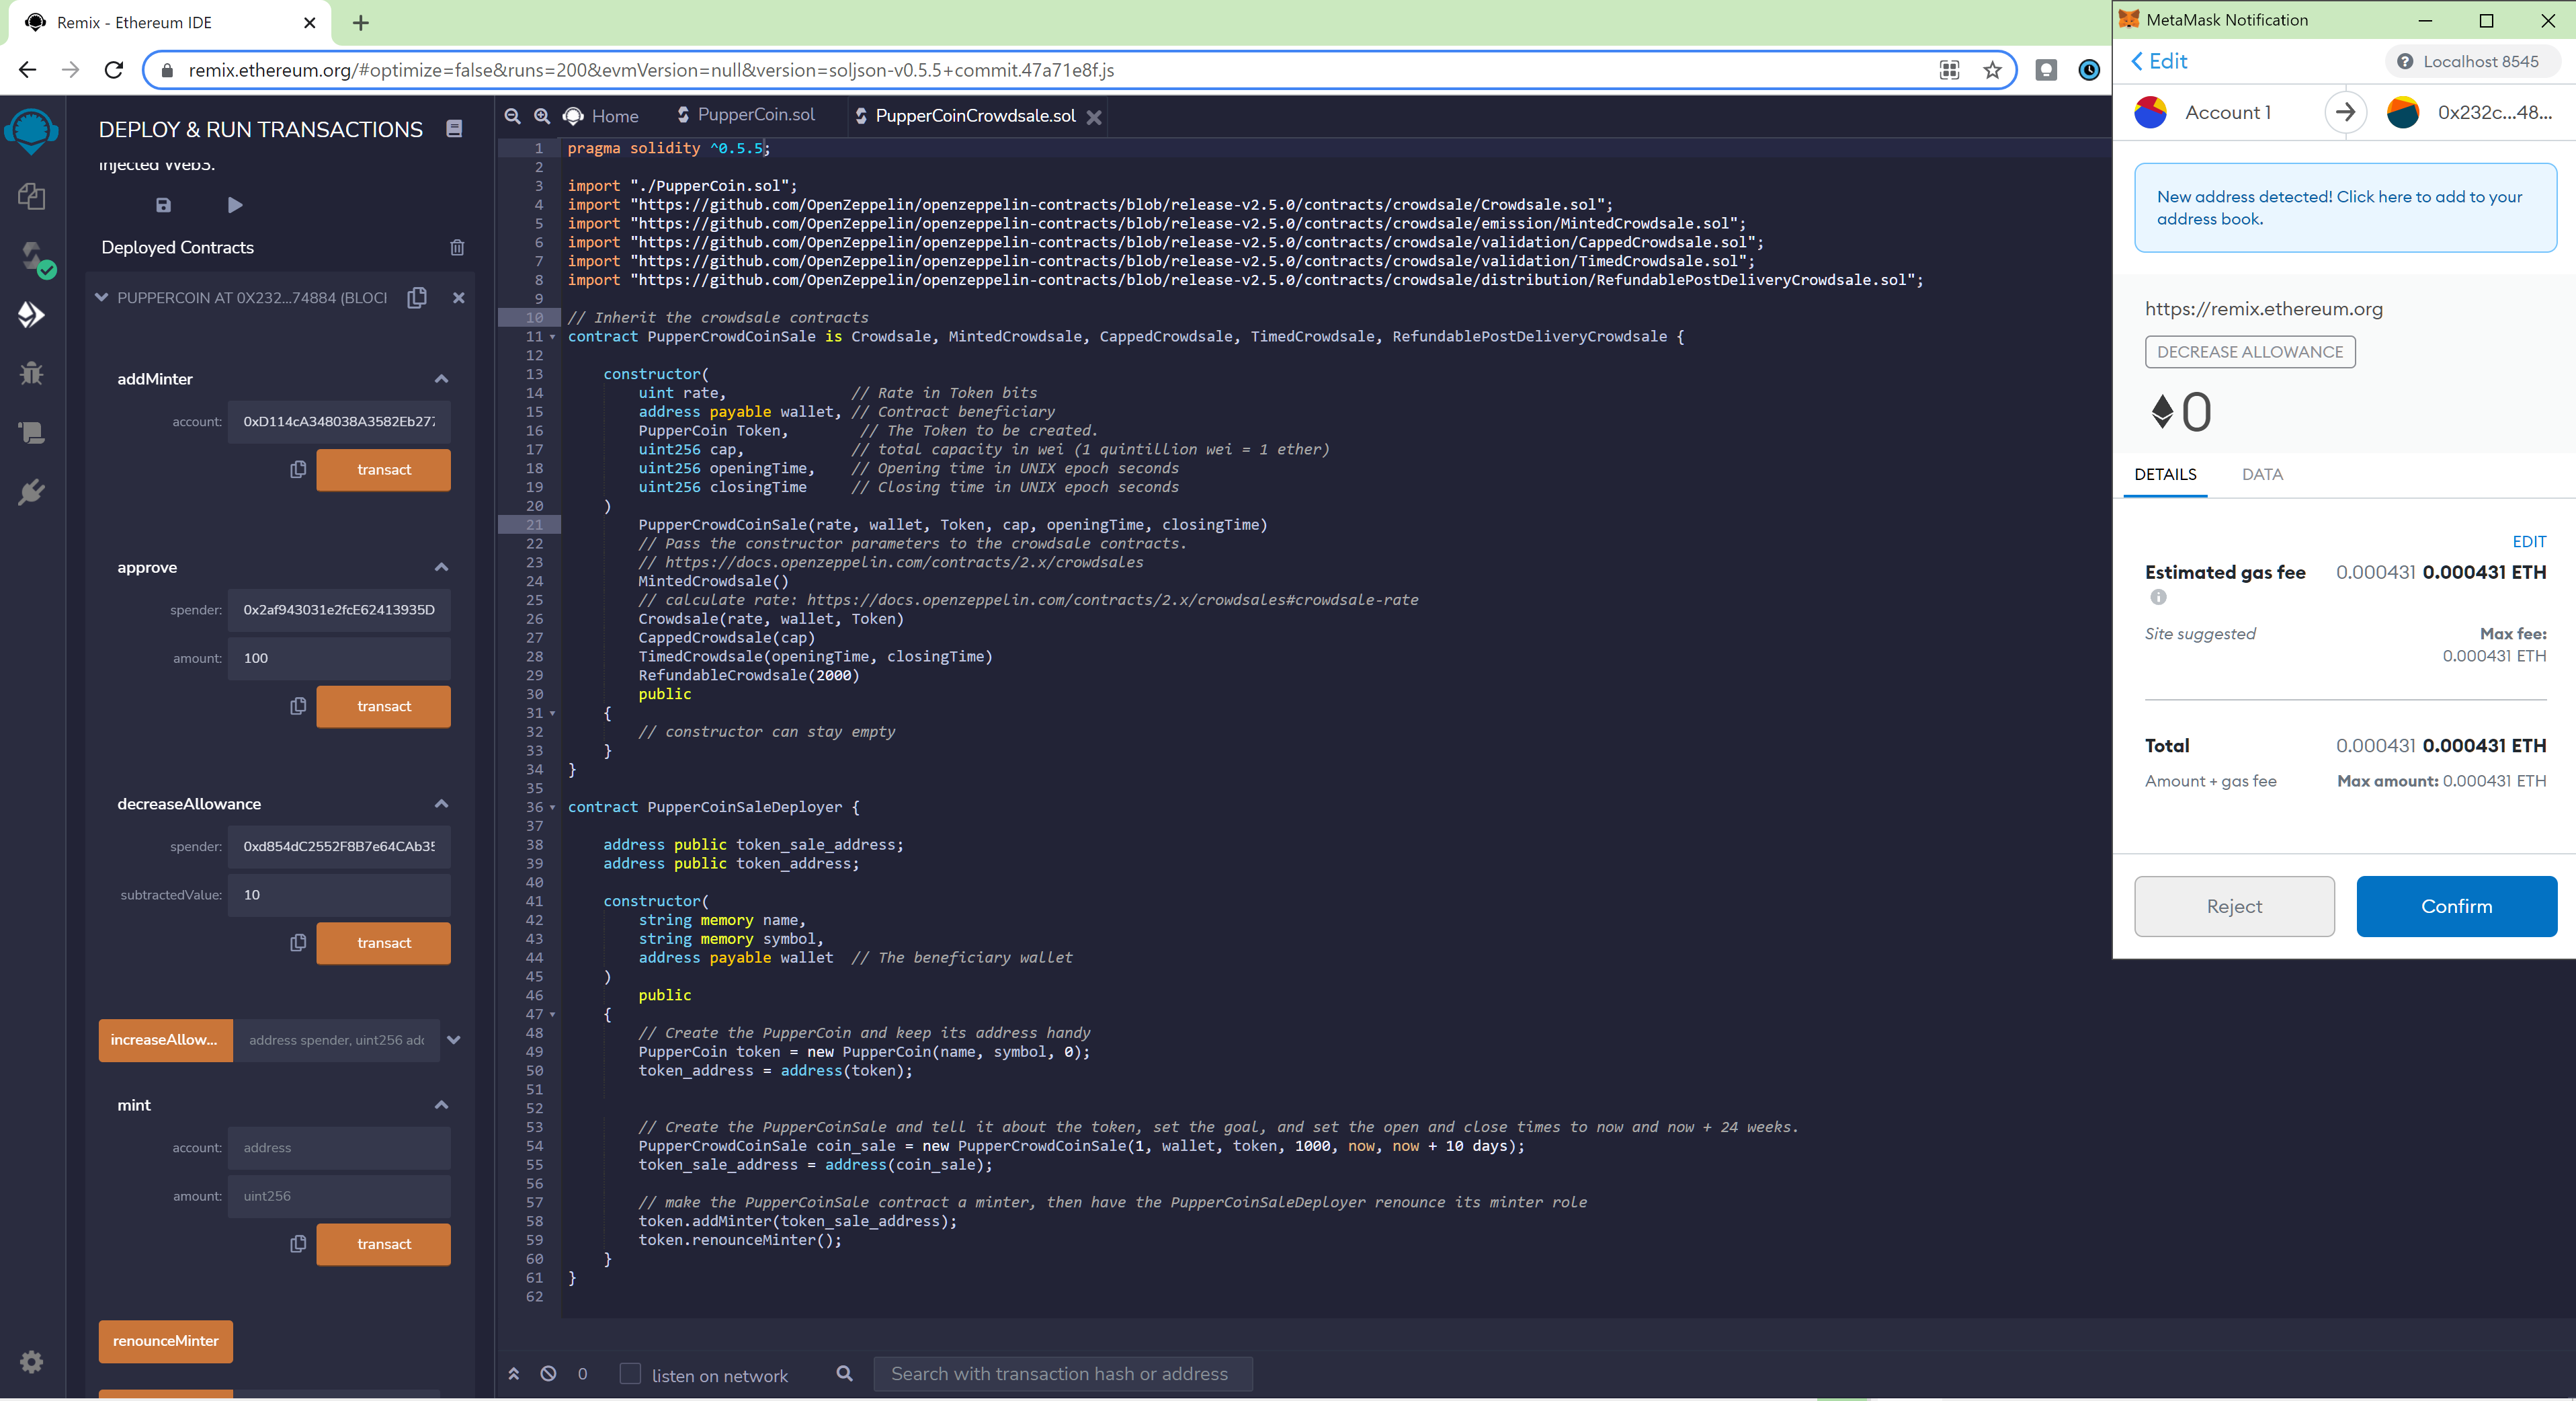 Remix - Ethereum IDE
remix.ethereum.org/#optimize=false&runs=200&evmVersion=null&version=soljson-v0.5.5+commit.47a71e8f.js
DEPLOY & RUN TRANSACTIONS
injected Web3.
Deployed Contracts
PUPPERCOIN AT 0X232...74884 (BLOCI
addMinter
account: 0xD114cA348038A3582Eb277
transact
approve
spender: 0x2af943031e2fcE62413935D
amount: 100
transact
decreaseAllowance
spender: 0xd854dC2552F8B7e64CAb35
subtractedValue: 10
transact
increaseAllow... address spender, uint256 add
mint
account: address
amount: uint256
transact
renounceMinter
Home PupperCoin.sol PupperCoinCrowdsale.sol
1 pragma solidity ^0.5.5;
2
3 import "./PupperCoin.sol";
4 import "https://github.com/OpenZeppelin/openzeppelin-contracts/blob/release-v2.5.0/contracts/crowdsale/Crowdsale.sol";
5 import "https://github.com/OpenZeppelin/openzeppelin-contracts/blob/release-v2.5.0/contracts/crowdsale/emission/MintedCrowdsale.sol";
6 import "https://github.com/OpenZeppelin/openzeppelin-contracts/blob/release-v2.5.0/contracts/crowdsale/validation/CappedCrowdsale.sol";
7 import "https://github.com/OpenZeppelin/openzeppelin-contracts/blob/release-v2.5.0/contracts/crowdsale/validation/TimedCrowdsale.sol";
8 import "https://github.com/OpenZeppelin/openzeppelin-contracts/blob/release-v2.5.0/contracts/crowdsale/distribution/RefundablePostDeliveryCrowdsale.sol";
9
10 // Inherit the crowdsale contracts
11 contract PupperCrowdCoinSale is Crowdsale, MintedCrowdsale, CappedCrowdsale, TimedCrowdsale, RefundablePostDeliveryCrowdsale {
12
13 constructor(
14 uint rate, // Rate in Token bits
15 address payable wallet, // Contract beneficiary
16 PupperCoin Token, // The Token to be created.
17 uint256 cap, // total capacity in wei (1 quintillion wei = 1 ether)
18 uint256 openingTime, // Opening time in UNIX epoch seconds
19 uint256 closingTime // Closing time in UNIX epoch seconds
20 )
21 PupperCrowdCoinSale(rate, wallet, Token, cap, openingTime, closingTime)
22 // Pass the constructor parameters to the crowdsale contracts.
23 // https://docs.openzeppelin.com/contracts/2.x/crowdsales
24 MintedCrowdsale()
25 // calculate rate: https://docs.openzeppelin.com/contracts/2.x/crowdsales#crowdsale-rate
26 Crowdsale(rate, wallet, Token)
27 CappedCrowdsale(cap)
28 TimedCrowdsale(openingTime, closingTime)
29 RefundableCrowdsale(2000)
30 public
31 {
32 // constructor can stay empty
33 }
34 }
35
36 contract PupperCoinSaleDeployer {
37
38 address public token_sale_address;
39 address public token_address;
40
41 constructor(
42 string memory name,
43 string memory symbol,
44 address payable wallet // The beneficiary wallet
45 )
46 public
47 {
48 // Create the PupperCoin and keep its address handy
49 PupperCoin token = new PupperCoin(name, symbol, 0);
50 token_address = address(token);
51
52
53 // Create the PupperCoinSale and tell it about the token, set the goal, and set the open and close times to now and now + 24 weeks.
54 PupperCrowdCoinSale coin_sale = new PupperCrowdCoinSale(1, wallet, token, 1000, now, now + 10 days);
55 token_sale_address = address(coin_sale);
56
57 // make the PupperCoinSale contract a minter, then have the PupperCoinSaleDeployer renounce its minter role
58 token.addMinter(token_sale_address);
59 token.renounceMinter();
60 }
61 }
62
0 listen on network Search with transaction hash or address
MetaMask Notification
Edit Localhost 8545
Account 1 0x232c...48...
New address detected! Click here to add to your
address book.
https://remix.ethereum.org
DECREASE ALLOWANCE
0
DETAILS DATA
EDIT
Estimated gas fee 0.000431 0.000431 ETH
Site suggested Max fee:
0.000431 ETH
Total 0.000431 0.000431 ETH
Amount + gas fee Max amount: 0.000431 ETH
Reject Confirm